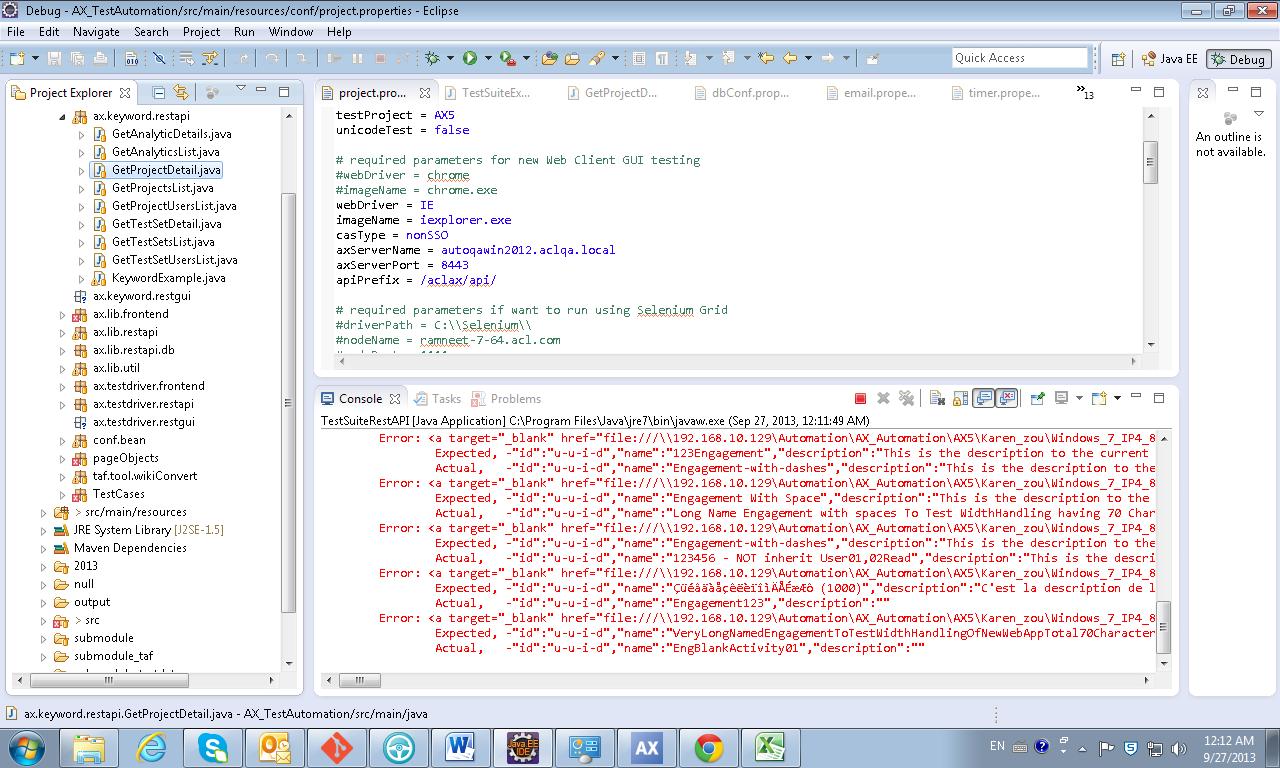 Debug - AX_TestAutomation/src/main/resources/conf/project.properties - Eclipse
File Edit Navigate Search Project Run Window Help
Quick Access
Java EE
Debug
Project Explorer
ax.keyword.restapi
GetAnalyticDetails.java
GetAnalyticsList.java
GetProjectDetail.java
GetProjectsList.java
GetProjectUsersList.java
GetTestSetDetail.java
GetTestSetsList.java
GetTestSetUsersList.java
KeywordExample.java
ax.keyword.restgui
ax.lib.frontend
ax.lib.restapi
ax.lib.restapi.db
ax.lib.util
ax.testdriver.frontend
ax.testdriver.restapi
ax.testdriver.restgui
conf.bean
pageObjects
taf.tool.wikiConvert
TestCases
> src/main/resources
JRE System Library [J2SE-1.5]
Maven Dependencies
2013
null
output
> src
submodule
submodule_taf
project.pro... TestSuiteEx... GetProjectD... dbConf.prop... email.prope... timer.prope... »13
testProject = AX5
unicodeTest = false
# required parameters for new Web Client GUI testing
#webDriver = chrome
#imageName = chrome.exe
webDriver = IE
imageName = iexplorer.exe
casType = nonSSO
axServerName = autoqawin2012.aclqa.local
axServerPort = 8443
apiPrefix = /aclax/api/
# required parameters if want to run using Selenium Grid
#driverPath = C:\\Selenium\\
#nodeName = ramneet-7-64.acl.com
An outline is
not available.
Console Tasks Problems
TestSuiteRestAPI [Java Application] C:\Program Files\Java\jre7\bin\javaw.exe (Sep 27, 2013, 12:11:49 AM)
Error: <a target="_blank" href="file:///\\192.168.10.129\Automation\AX_Automation\AX5\Karen_zou\Windows_7_IP4_8
Expected, -"id":"u-u-i-d","name":"123Engagement","description":"This is the description to the current
Actual, -"id":"u-u-i-d","name":"Engagement-with-dashes","description":"This is the description to the
Error: <a target="_blank" href="file:///\\192.168.10.129\Automation\AX_Automation\AX5\Karen_zou\Windows_7_IP4_8
Expected, -"id":"u-u-i-d","name":"Engagement With Space","description":"This is the description to the
Actual, -"id":"u-u-i-d","name":"Long Name Engagement with spaces To Test WidthHandling having 70 Char
Error: <a target="_blank" href="file:///\\192.168.10.129\Automation\AX_Automation\AX5\Karen_zou\Windows_7_IP4_8
Expected, -"id":"u-u-i-d","name":"Engagement-with-dashes","description":"This is the description to the
Actual, -"id":"u-u-i-d","name":"123456 - NOT inherit User01,02Read","description":"This is the descri
Error: <a target="_blank" href="file:///\\192.168.10.129\Automation\AX_Automation\AX5\Karen_zou\Windows_7_IP4_8
Expected, -"id":"u-u-i-d","name":" (1000)","description":"C'est la description de l
Actual, -"id":"u-u-i-d","name":"Engagement123","description":""
Error: <a target="_blank" href="file:///\\192.168.10.129\Automation\AX_Automation\AX5\Karen_zou\Windows_7_IP4_8
Expected, -"id":"u-u-i-d","name":"VeryLongNamedEngagementToTestWidthHandlingOfNewWebAppTotal70Character
Actual, -"id":"u-u-i-d","name":"EngBlankActivity01","description":""
ax.keyword.restapi.GetProjectDetail.java - AX_TestAutomation/src/main/java
Java EE
IDE
AX
EN
12:12 AM
9/27/2013